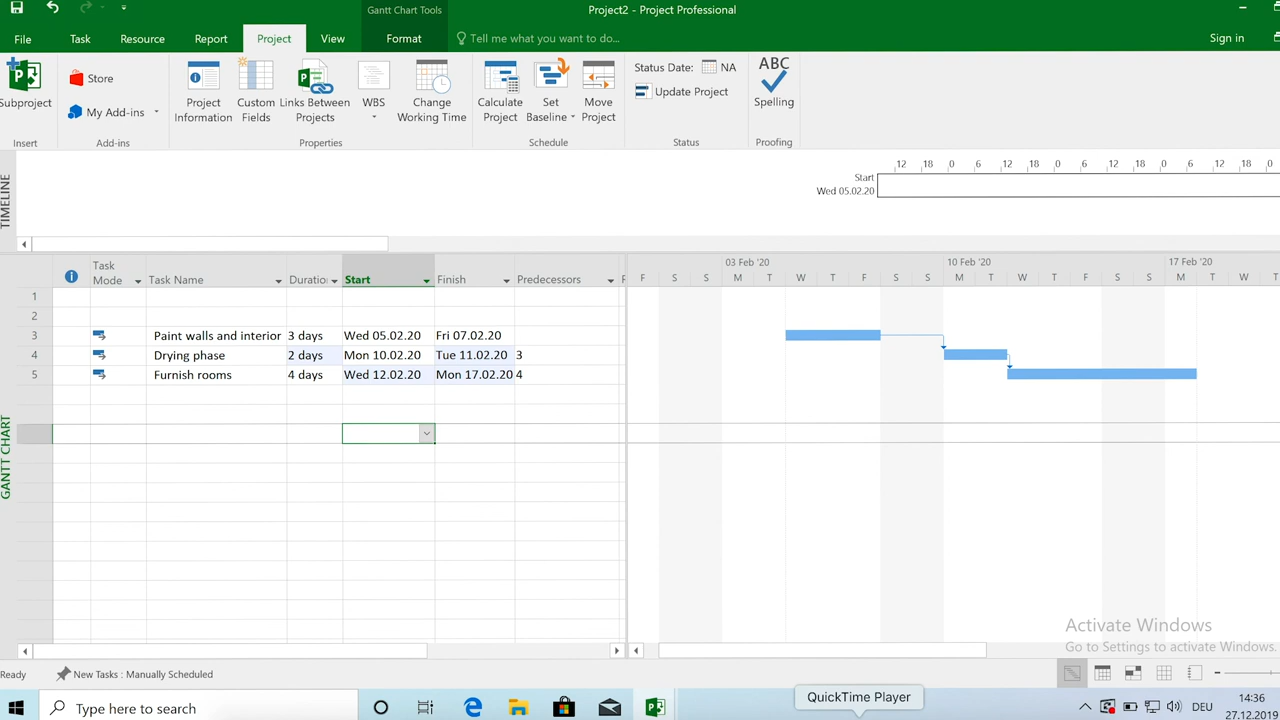 Gantt Chart Tools
Project2 - Project Professional
File Task Resource Report Project View Format Tell me what you want to do... Sign in
Subproject
Store
My Add-ins
Project Information
Custom Fields
Links Between Projects
WBS
Change Working Time
Calculate Project
Set Baseline
Move Project
Status Date: NA
Update Project
ABC
Spelling
Insert Add-ins Properties Schedule Status Proofing
TIMELINE
12 18 0 6 12 18 0 6 12 18 0 6 12 18 0
Start
Wed 05.02.20
GANTT CHART
Task Mode Task Name Duratio Start Finish Predecessors
03 Feb '20 10 Feb '20 17 Feb '20
F S S M T W T F S S M T W T F S S M T W T
1
2
3 Paint walls and interior 3 days Wed 05.02.20 Fri 07.02.20
4 Drying phase 2 days Mon 10.02.20 Tue 11.02.20 3
5 Furnish rooms 4 days Wed 12.02.20 Mon 17.02.20 4
Activate Windows
Go to Settings to activate Windows.
Ready New Tasks : Manually Scheduled
QuickTime Player
Type here to search
DEU
14:36
27.12.2019